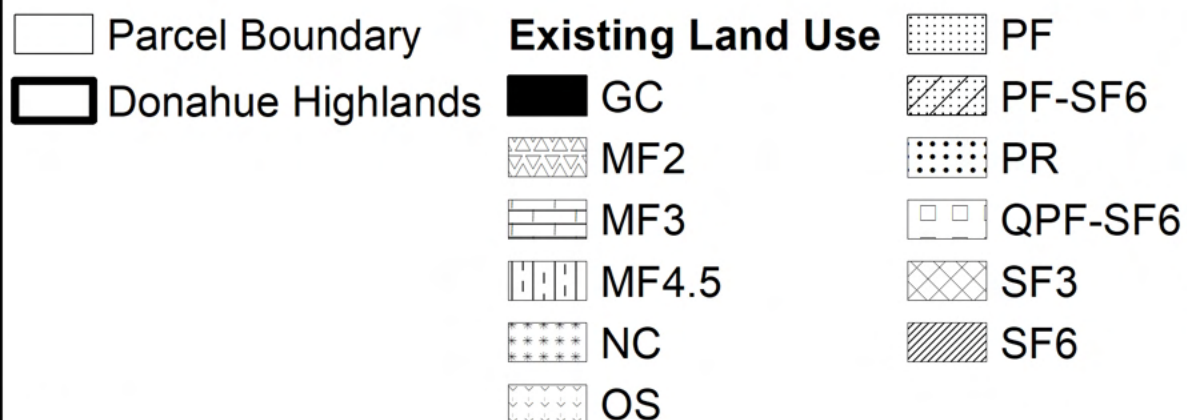 Parcel Boundary
Donahue Highlands
Existing Land Use
GC
MF2
MF3
MF4.5
NC
OS
PF
PF-SF6
PR
QPF-SF6
SF3
SF6